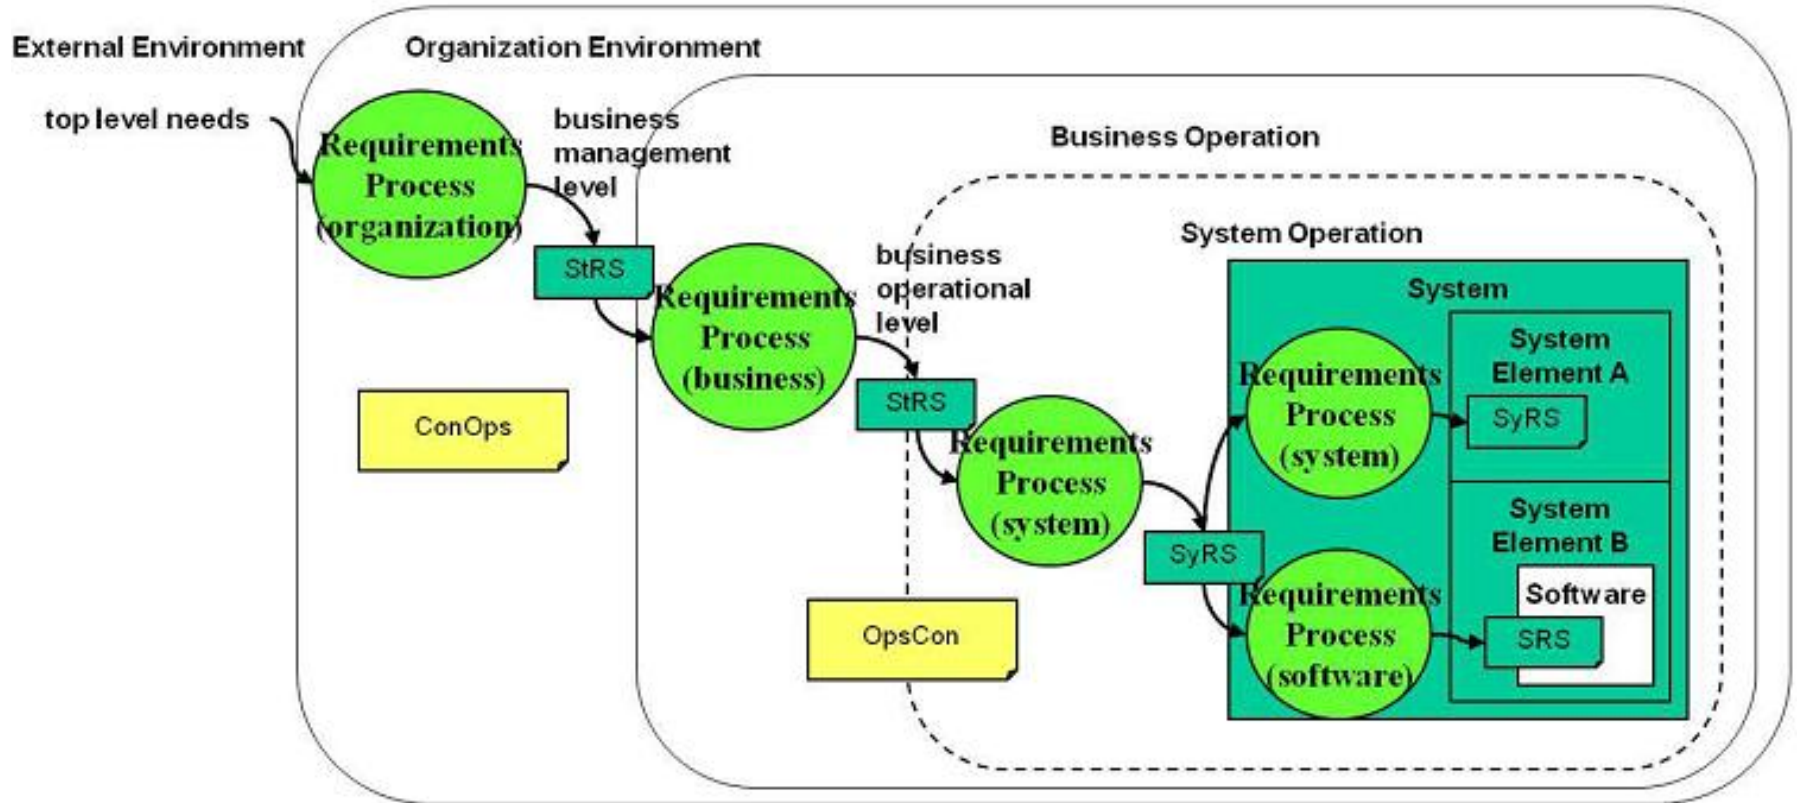 External Environment
Organization Environment
top level needs
Requirements
Process
(organization)
business
management
level
StRS
Business Operation
Requirements
Process
(business)
business
operational
level
StRS
ConOps
System Operation
Requirements
Process
(system)
SyRS
OpsCon
System
Requirements
Process
(system)
System
Element A
SyRS
Requirements
Process
(software)
System
Element B
Software
SRS